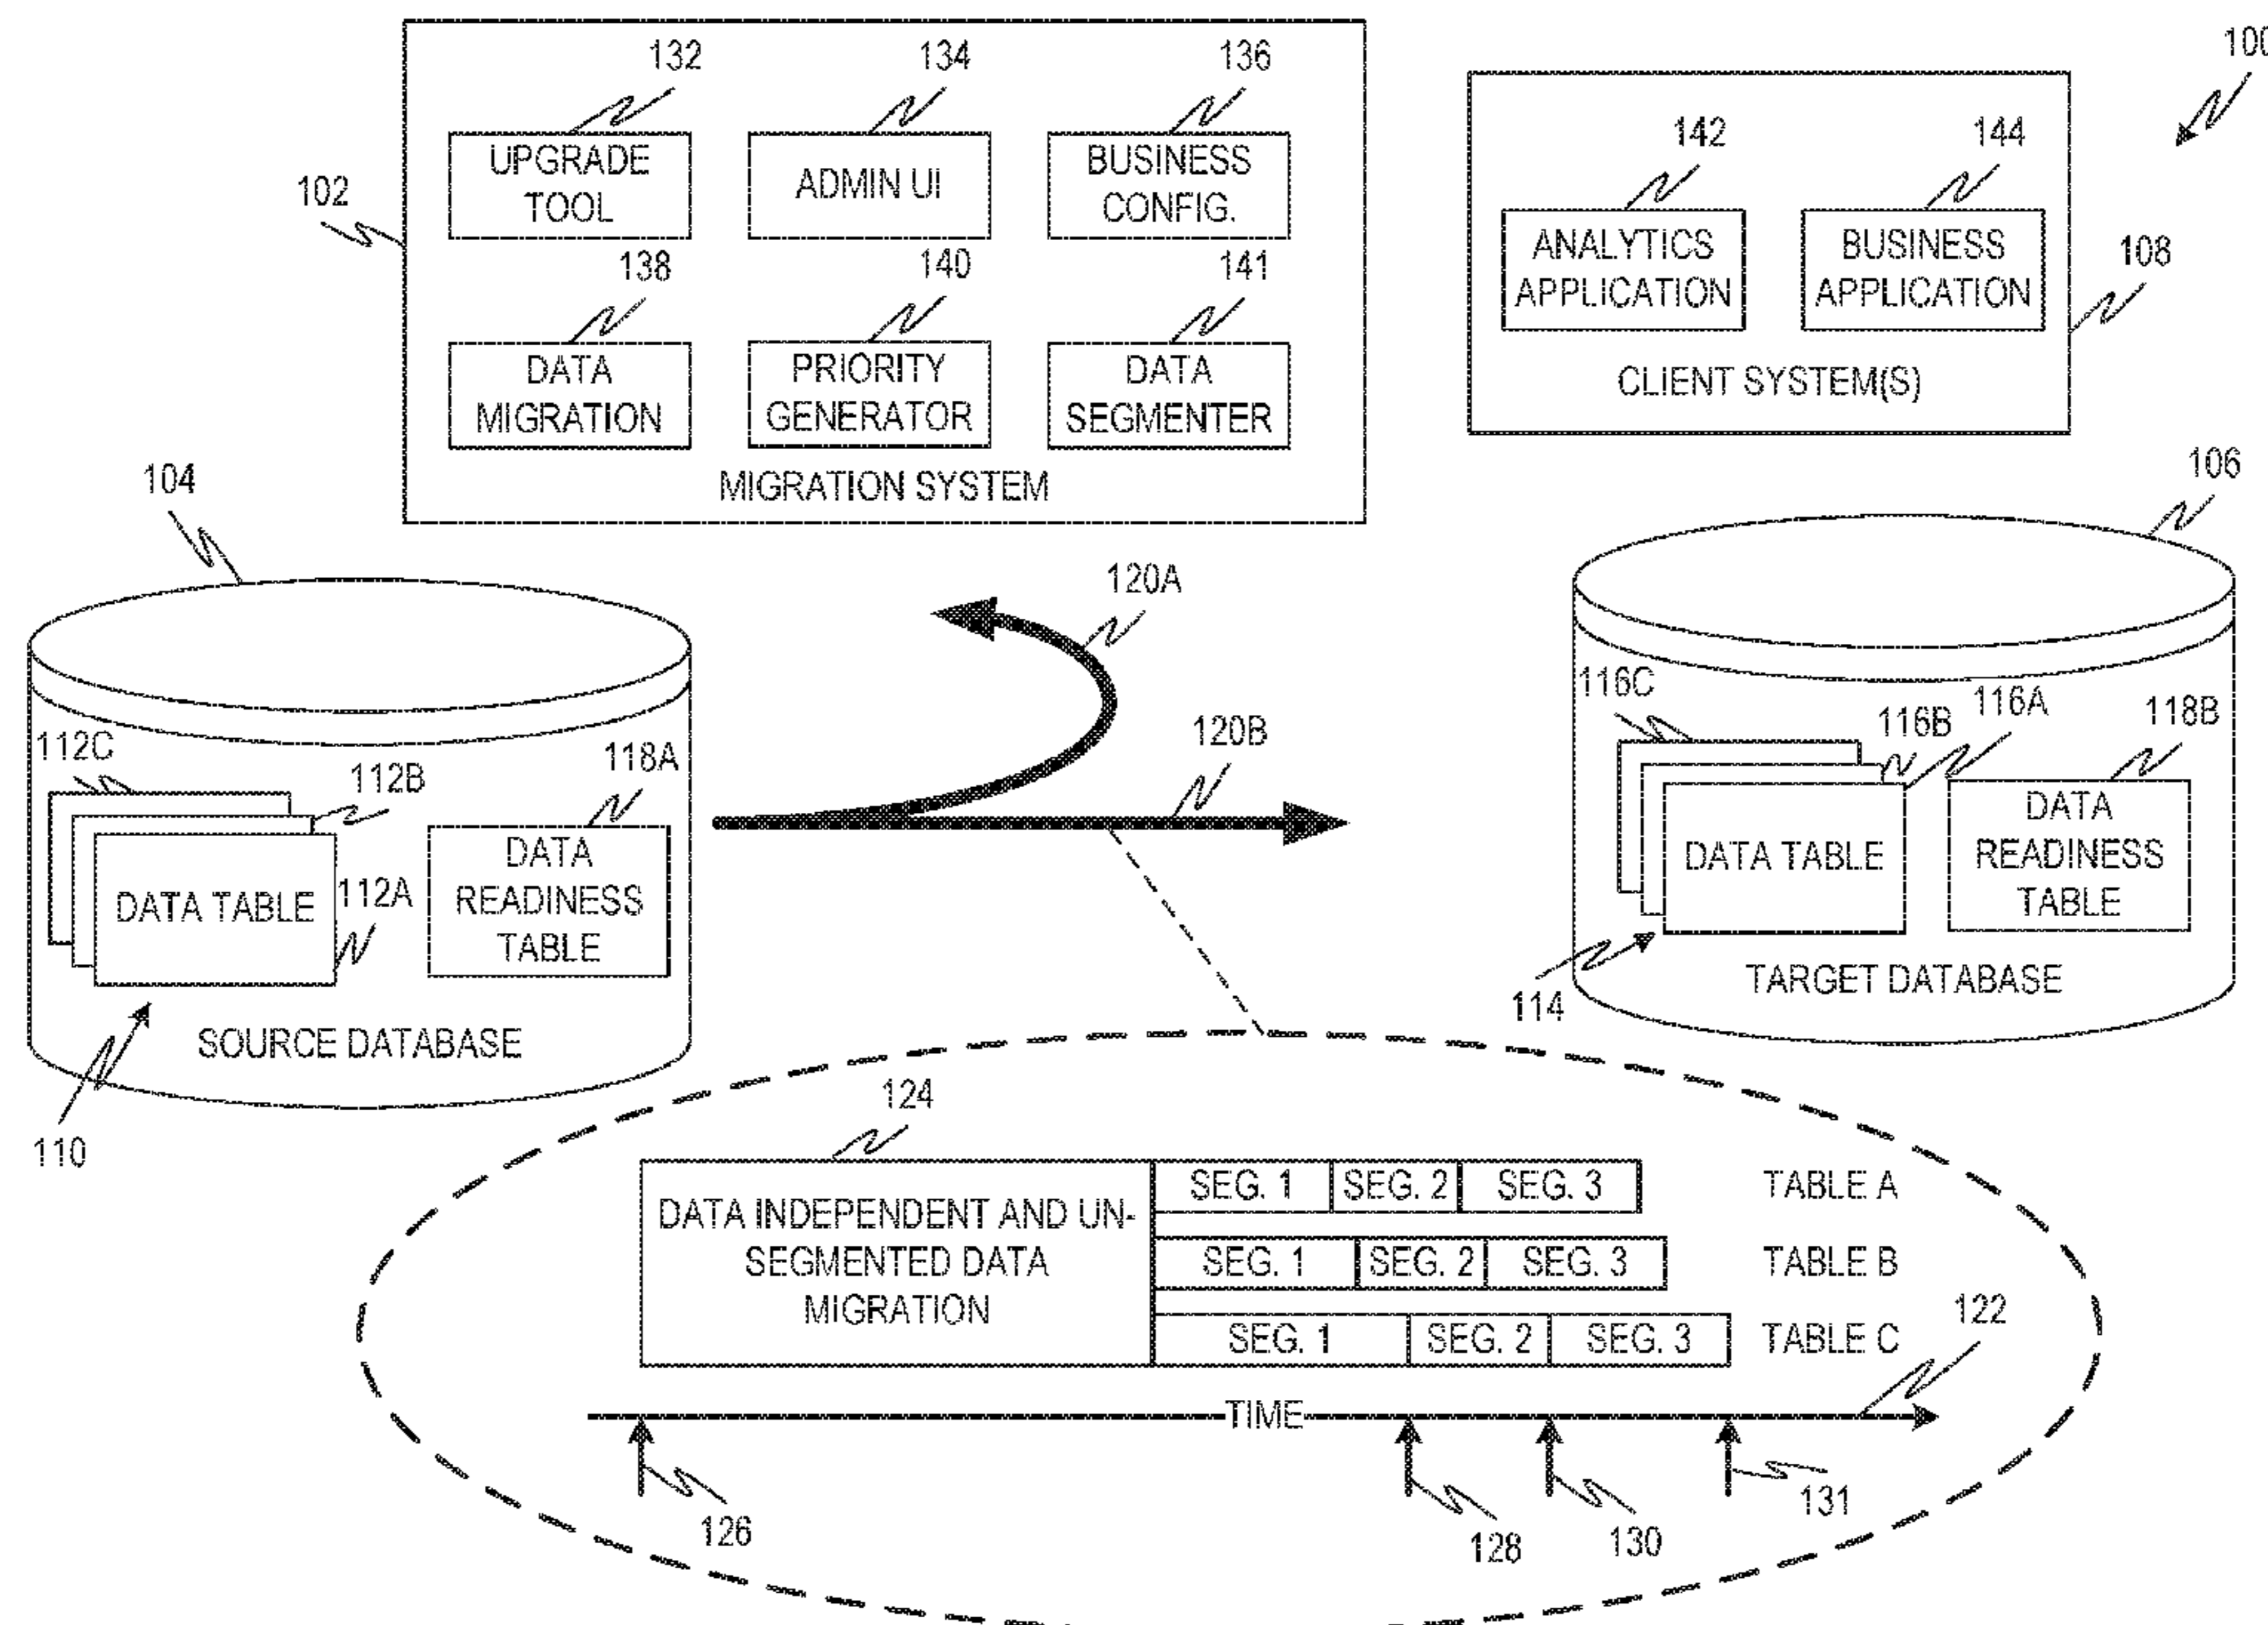 132
134
136
100
UPGRADE
TOOL
ADMIN UI
BUSINESS
CONFIG.
102
142
144
ANALYTICS
APPLICATION
BUSINESS
APPLICATION
108
138
140
141
DATA
MIGRATION
PRIORITY
GENERATOR
DATA
SEGMENTER
CLIENT SYSTEM(S)
MIGRATION SYSTEM
104
106
120A
112C
112B
118A
120B
116C
116B
116A
118B
DATA TABLE
112A
DATA
READINESS
TABLE
DATA TABLE
DATA
READINESS
TABLE
SOURCE DATABASE
110
114
TARGET DATABASE
124
DATA INDEPENDENT AND UN-
SEGMENTED DATA
MIGRATION
SEG. 1 SEG. 2 SEG. 3 TABLE A
SEG. 1 SEG. 2 SEG. 3 TABLE B
SEG. 1 SEG. 2 SEG. 3 TABLE C
122
TIME
126
128
130
131